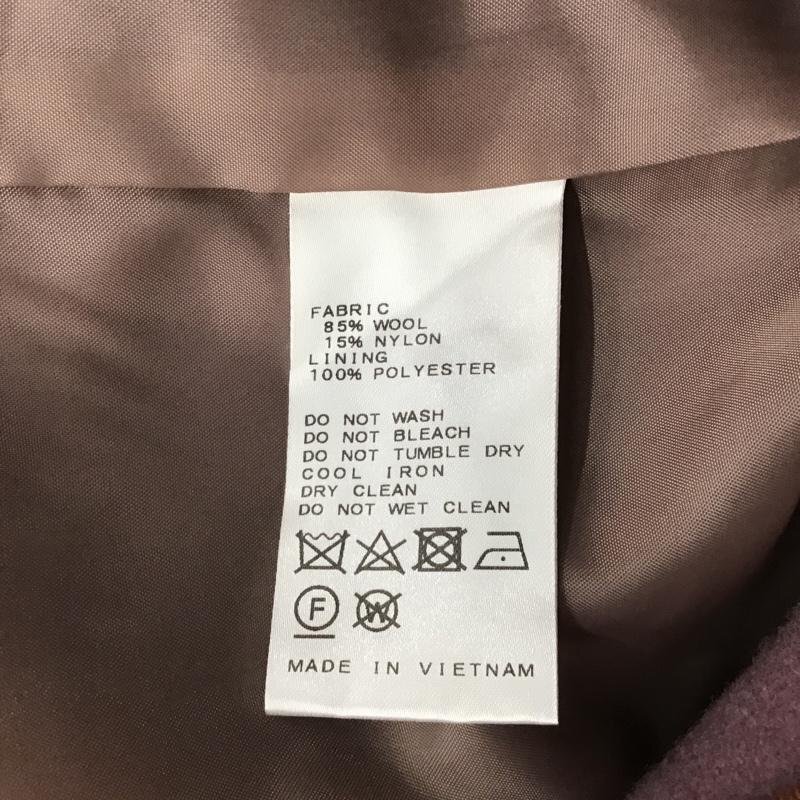 FABRIC
85% WOOL
15% NYLON
LINING
100% POLYESTER
DO NOT WASH
DO NOT BLEACH
DO NOT TUMBLE DRY
COOL IRON
DRY CLEAN
DO NOT WET CLEAN
F W
MADE IN VIETNAM